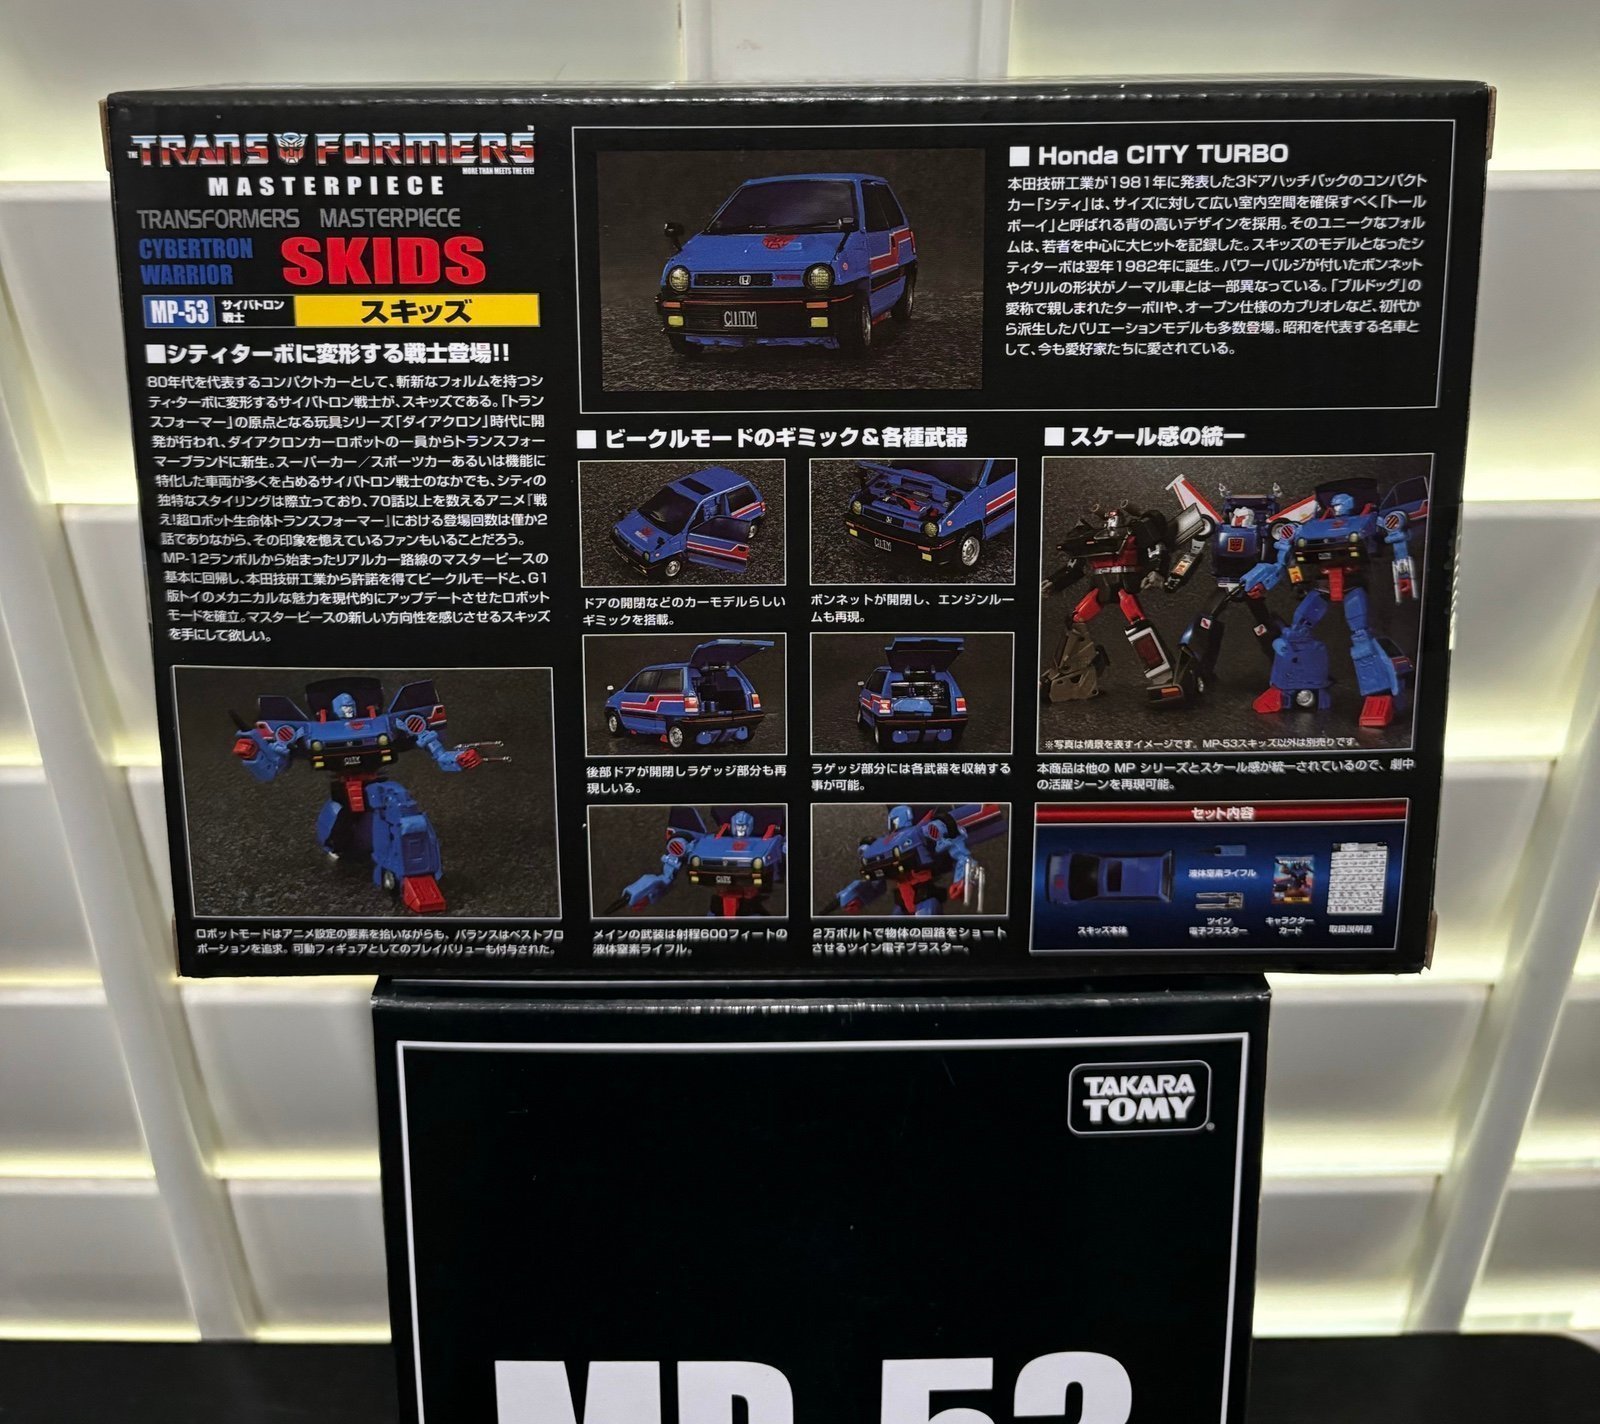 THE TRANSFORMERS™
MORE THAN MEETS THE EYE!
MASTERPIECE
TRANSFORMERS MASTERPIECE
CYBERTRON
WARRIOR
SKIDS
MP-53
サイバトロン
戦士
スキッズ
■シティターボに変形する戦士登場!!
80年代を代表するコンパクトカーとして、斬新なフォルムを持つシ
ティ・ターボに変形するサイバトロン戦士が、スキッズである。「トラン
スフォーマー」の原点となる玩具シリーズ「ダイアクロン」時代に開
発が行われ、ダイアクロンカーロボットの一員からトランスフォー
マーブランドに新生。スーパーカー／スポーツカーあるいは機能に
特化した車両が多くを占めるサイバトロン戦士のなかでも、シティの
独特なスタイリングは際立っており、70話以上を数えるアニメ『戦
え!超ロボット生命体トランスフォーマー』における登場回数は僅か2
話でありながら、その印象を憶えているファンもいることだろう。
MP-12ランボルから始まったリアルカー路線のマスターピースの
基本に回帰し、本田技研工業から許諾を得てビークルモードと、G1
版トイのメカニカルな魅力を現代的にアップデートさせたロボット
モードを確立。マスターピースの新しい方向性を感じさせるスキッズ
を手にして欲しい。
ロボットモードはアニメ設定の要素を拾いながらも、バランスはベストプロ
ポーションを追求。可動フィギュアとしてのプレイバリューも付与された。
CITY
■ Honda CITY TURBO
本田技研工業が1981年に発表した3ドアハッチバックのコンパクト
カー「シティ」は、サイズに対して広い室内空間を確保すべく「トール
ボーイ」と呼ばれる背の高いデザインを採用。そのユニークなフォル
ムは、若者を中心に大ヒットを記録した。スキッズのモデルとなったシ
ティターボは翌年1982年に誕生。パワーバルジが付いたボンネット
やグリルの形状がノーマル車とは一部異なっている。「ブルドッグ」の
愛称で親しまれたターボIIや、オープン仕様のカブリオレなど、初代か
ら派生したバリエーションモデルも多数登場。昭和を代表する名車と
して、今も愛好家たちに愛されている。
■ ビークルモードのギミック＆各種武器
ドアの開閉などのカーモデルらしい
ギミックを搭載。
ボンネットが開閉し、エンジンルー
ムも再現。
後部ドアが開閉しラゲッジ部分も再
現しいる。
ラゲッジ部分には各武器を収納する
事が可能。
メインの武装は射程600フィートの
液体窒素ライフル。
2万ボルトで物体の回路をショート
させるツイン電子ブラスター。
■ スケール感の統一
※写真は情景を表すイメージです。MP-53スキッズ以外は別売りです。
本商品は他の MP シリーズとスケール感が統一されているので、劇中
の活躍シーンを再現可能。
セット内容
スキッズ本体
液体窒素ライフル
ツイン
電子ブラスター
キャラクター
カード
取扱説明書
TAKARA
TOMY
MP-53